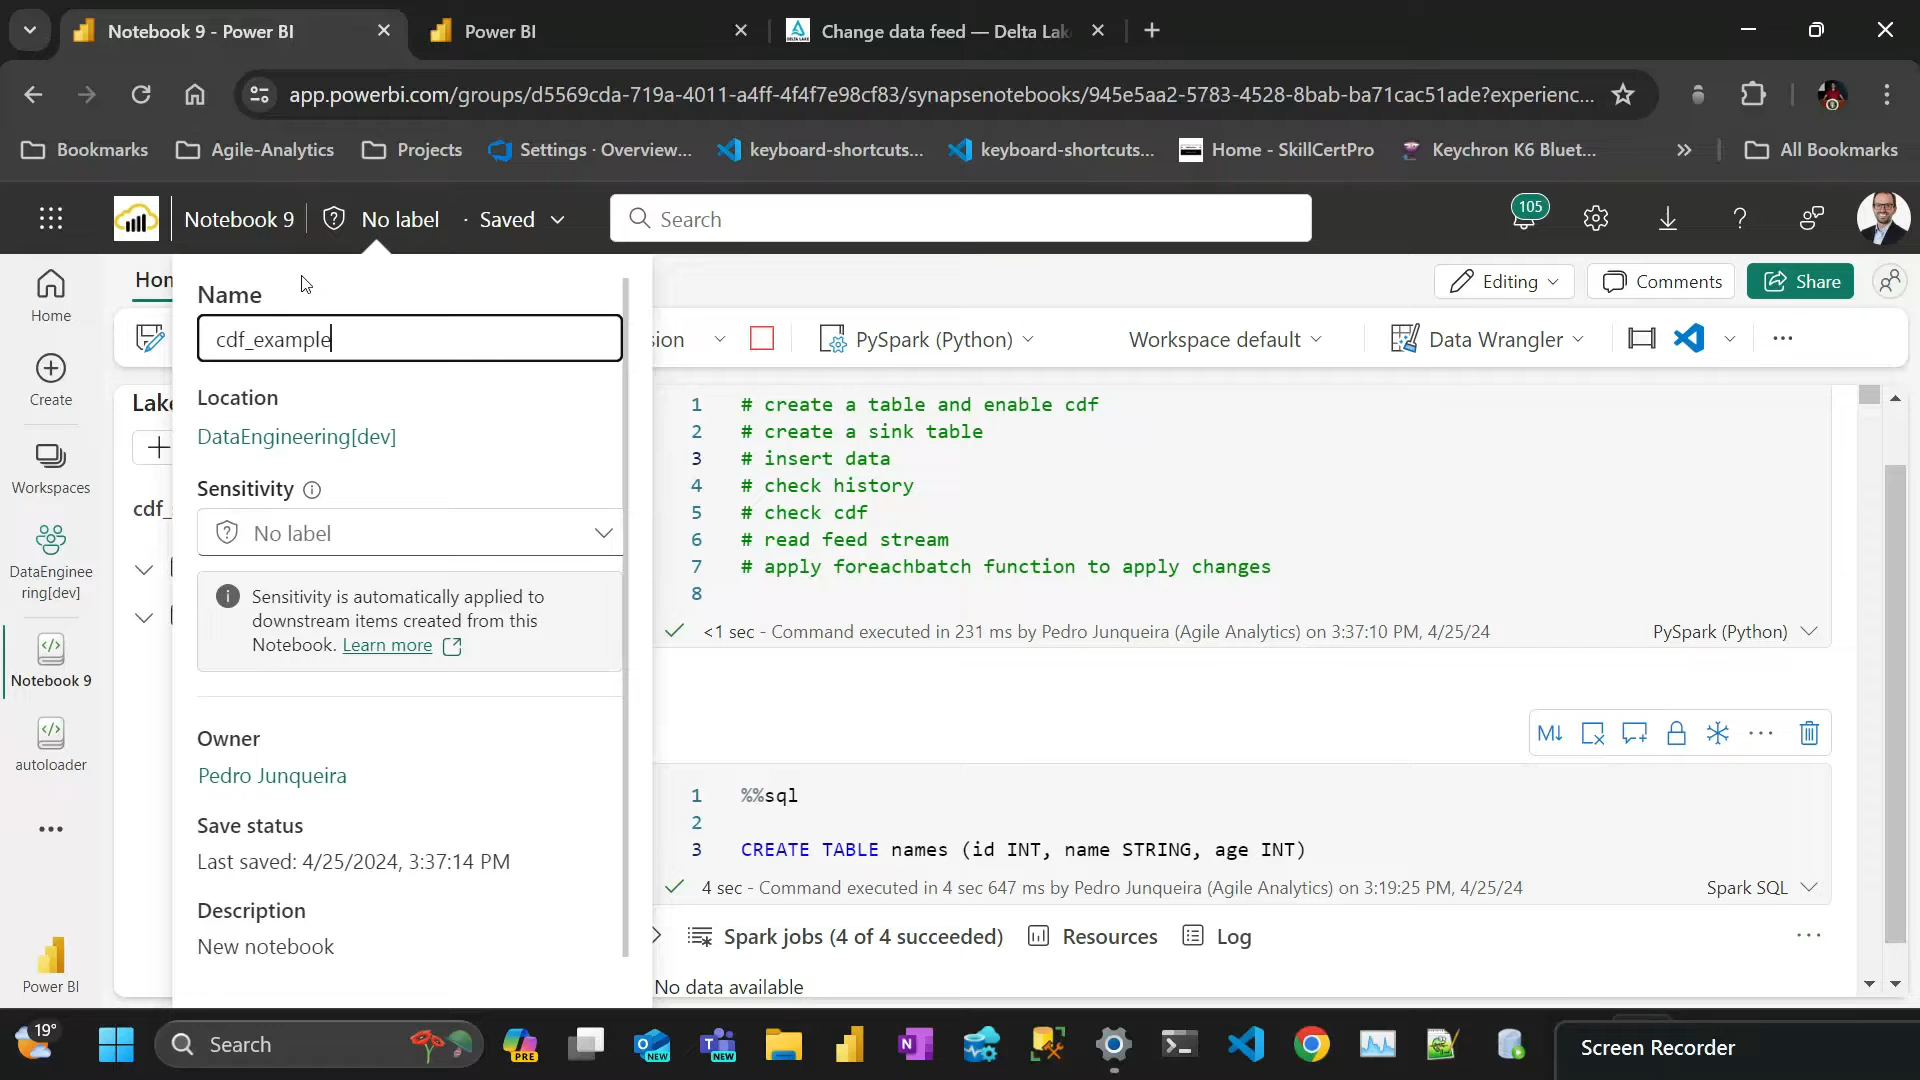 Notebook 9 - Power BI
Power BI
Change data feed — Delta Lak
app.powerbi.com/groups/d5569cda-719a-4011-a4ff-4f4f7e98cf83/synapsenotebooks/945e5aa2-5783-4528-8bab-ba71cac51ade?experienc...
Bookmarks
Agile-Analytics
Projects
Settings · Overview...
keyboard-shortcuts...
keyboard-shortcuts...
Home - SkillCertPro
Keychron K6 Bluet...
»
All Bookmarks
Notebook 9
No label
· Saved
Search
105
Home
Create
Workspaces
DataEnginee
ring[dev]
Notebook 9
autoloader
Power BI
Hon
Lake
cdf_
Name
cdf_example
Location
DataEngineering[dev]
Sensitivity
No label
Sensitivity is automatically applied to
downstream items created from this
Notebook. Learn more
Owner
Pedro Junqueira
Save status
Last saved: 4/25/2024, 3:37:14 PM
Description
New notebook
Editing
Comments
Share
sion
PySpark (Python)
Workspace default
Data Wrangler
1 # create a table and enable cdf
2 # create a sink table
3 # insert data
4 # check history
5 # check cdf
6 # read feed stream
7 # apply foreachbatch function to apply changes
8
<1 sec - Command executed in 231 ms by Pedro Junqueira (Agile Analytics) on 3:37:10 PM, 4/25/24
PySpark (Python)
M↓
1 %%sql
2
3 CREATE TABLE names (id INT, name STRING, age INT)
4 sec - Command executed in 4 sec 647 ms by Pedro Junqueira (Agile Analytics) on 3:19:25 PM, 4/25/24
Spark SQL
Spark jobs (4 of 4 succeeded)
Resources
Log
No data available
19°
Search
PRE
NEW
NEW
Screen Recorder